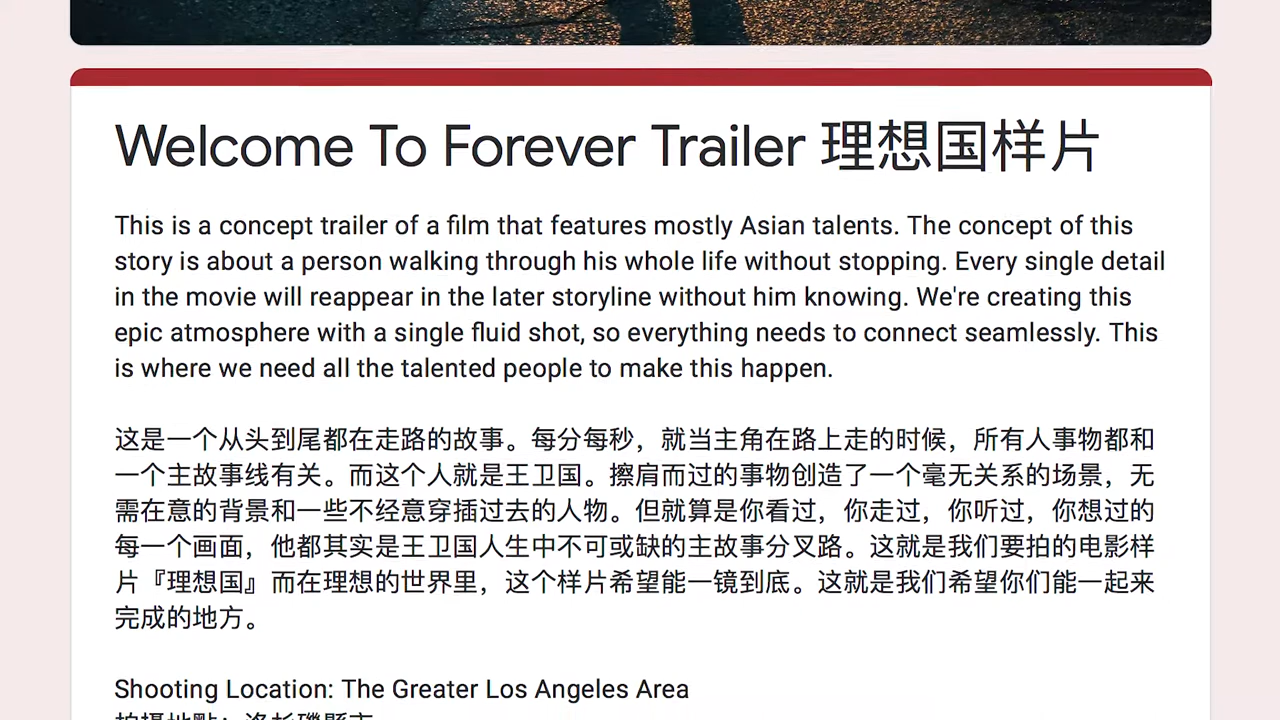 Welcome To Forever Trailer 理想国样片
This is a concept trailer of a film that features mostly Asian talents. The concept of this
story is about a person walking through his whole life without stopping. Every single detail
in the movie will reappear in the later storyline without him knowing. We're creating this
epic atmosphere with a single fluid shot, so everything needs to connect seamlessly. This
is where we need all the talented people to make this happen.
这是一个从头到尾都在走路的故事。每分每秒，就当主角在路上走的时候，所有人事物都和
一个主故事线有关。而这个人就是王卫国。擦肩而过的事物创造了一个毫无关系的场景，无
需在意的背景和一些不经意穿插过去的人物。但就算是你看过，你走过，你听过，你想过的
每一个画面，他都其实是王卫国人生中不可或缺的主故事分叉路。这就是我们要拍的电影样
片『理想国』而在理想的世界里，这个样片希望能一镜到底。这就是我们希望你们能一起来
完成的地方。
Shooting Location: The Greater Los Angeles Area
拍攝地點：洛杉磯縣市